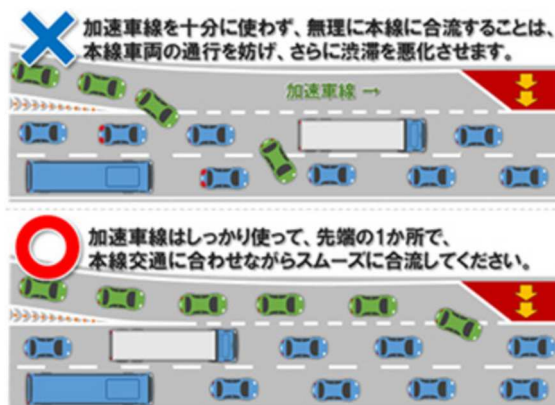 加速車線を十分に使わず、無理に本線に合流することは、
本線車両の通行を妨げ、さらに渋滞を悪化させます。
加速車線→
加速車線はしっかり使って、先端の1か所で、
本線交通に合わせながらスムーズに合流してください。